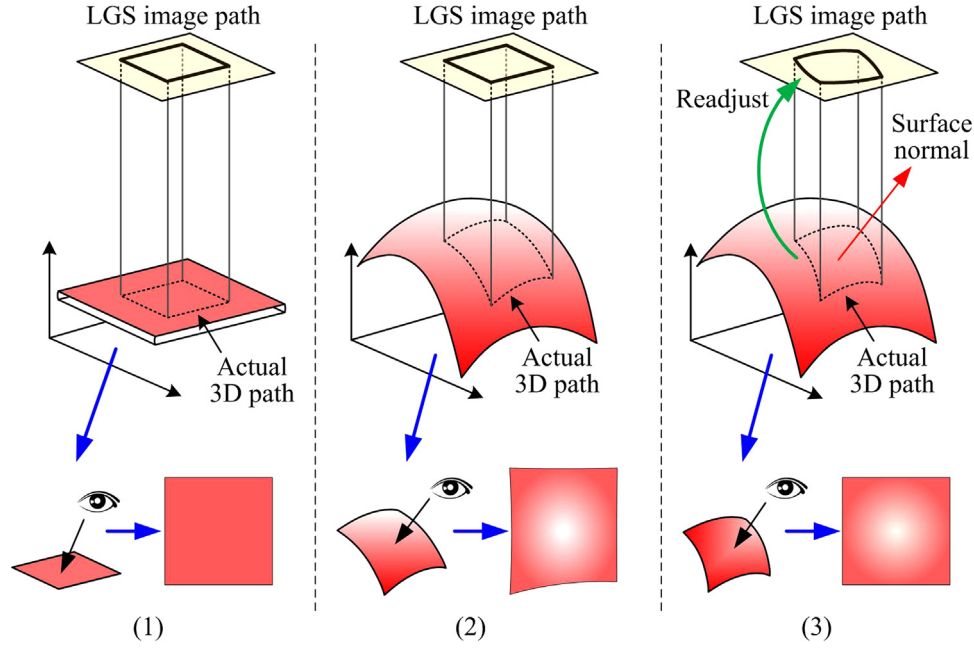 LGS image path
Actual
3D path
(1)
LGS image path
Actual
3D path
(2)
LGS image path
Readjust
Surface
normal
Actual
3D path
(3)